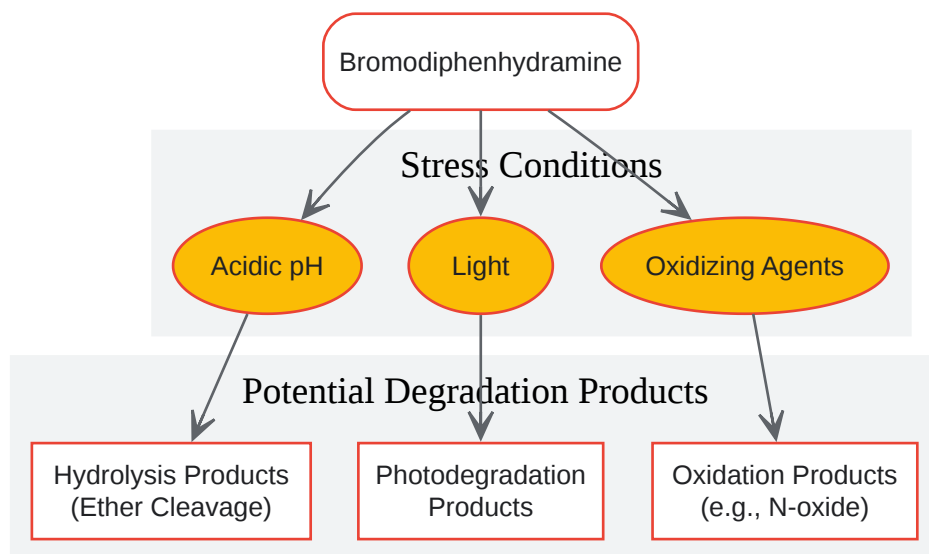 Bromodiphenhydramine
Stress Conditions
Acidic pH
Light
Oxidizing Agents
Potential Degradation Products
Hydrolysis Products
(Ether Cleavage)
Photodegradation
Products
Oxidation Products
(e.g., N-oxide)